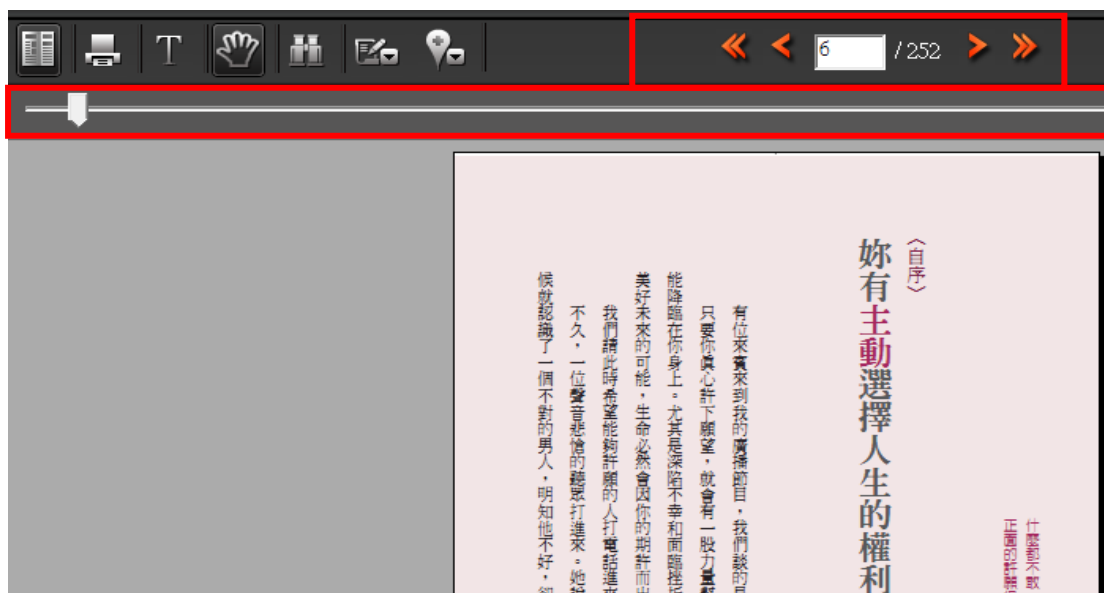 T
6 / 252
什麼都不敢
正面的許願
〈自序〉
妳有主動選擇人生的權利
有位來賓來到我的廣播節目，我們談的
只要你真心許下願望，就會有一股力量
能降臨在你身上。尤其是深陷不幸和面臨挫
美好未來的可能，生命必然會因你的期許而
我們請此時希望能夠許願的人打電話進來
不久，一位聲音悲愴的聽眾打進來。她說
候就認識了一個不對的男人，明知他不好，